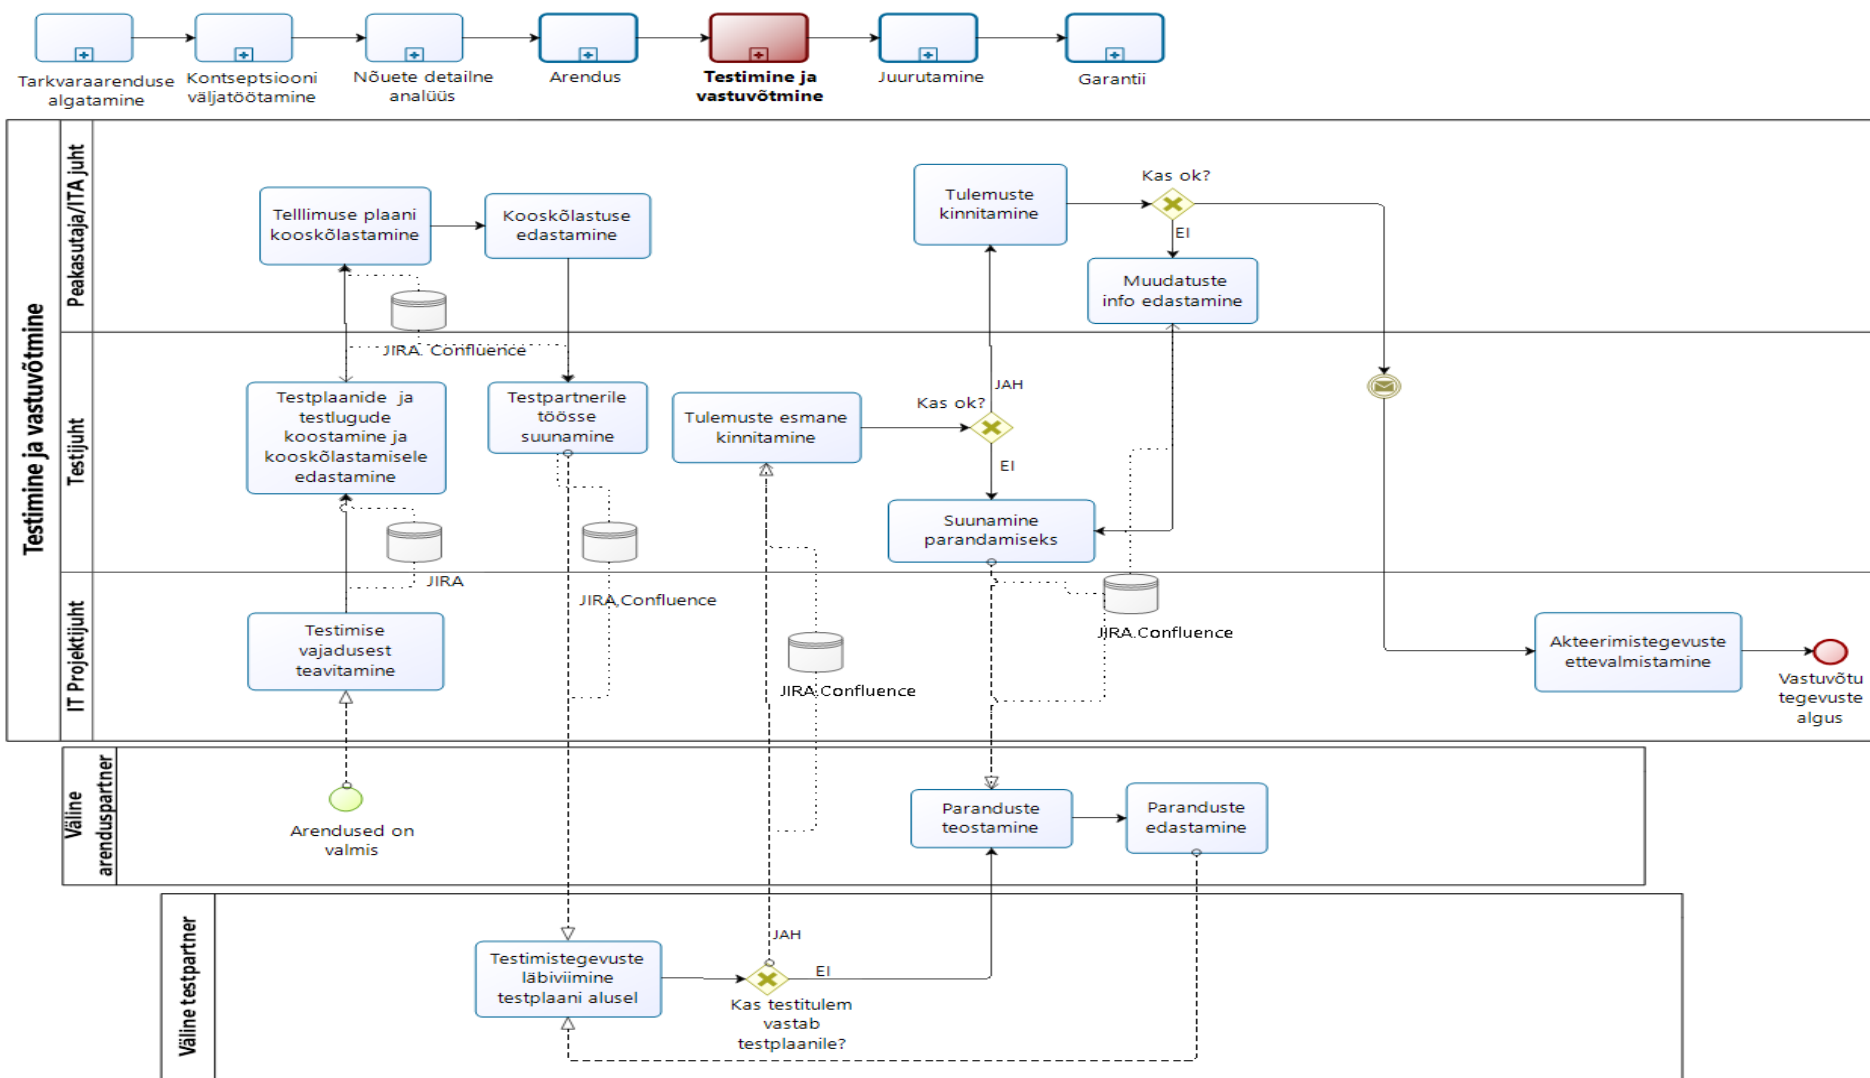 Tarkvaraarenduse
algatamine
Kontseptsiooni
väljatöötamine
Nõuete detailne
analüüs
Arendus
Testimine ja
vastuvõtmine
Juurutamine
Garantii
Testimine ja vastuvõtmine
Peakasutaja/ITA juht
Telllimuse plaani
kooskõlastamine
Kooskõlastuse
edastamine
Tulemuste
kinnitamine
Kas ok?
EI
Muudatuste
info edastamine
JIRA. Confluence
Testijuht
Testplaanide ja
testlugude
koostamine ja
kooskõlastamisele
edastamine
Testpartnerile
töösse
suunamine
Tulemuste esmane
kinnitamine
Kas ok?
JAH
EI
Suunamine
parandamiseks
JIRA
JIRA,Confluence
JIRA.Confluence
JIRA.Confluence
IT Projektijuht
Testimise
vajadusest
teavitamine
Akteerimistegevuste
ettevalmistamine
Vastuvõtu
tegevuste
algus
Väline
arenduspartner
Arendused on
valmis
Paranduste
teostamine
Paranduste
edastamine
Väline testpartner
Testimistegevuste
läbiviimine
testplaani alusel
JAH
EI
Kas testitulem
vastab
testplaanile?